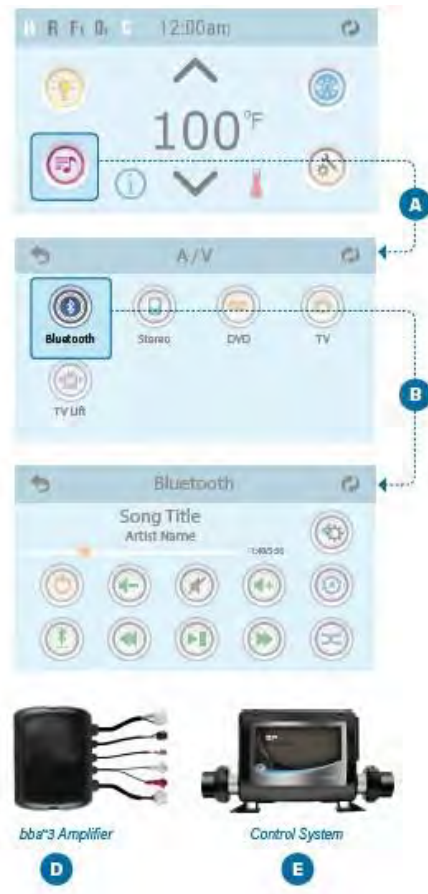 R F 12:00am
100°F
A
A/V
Bluetooth Stereo DVD TV
TV Lift
B
Bluetooth
Song Title
Artist Name
bba™3 Amplifier Control System
D E